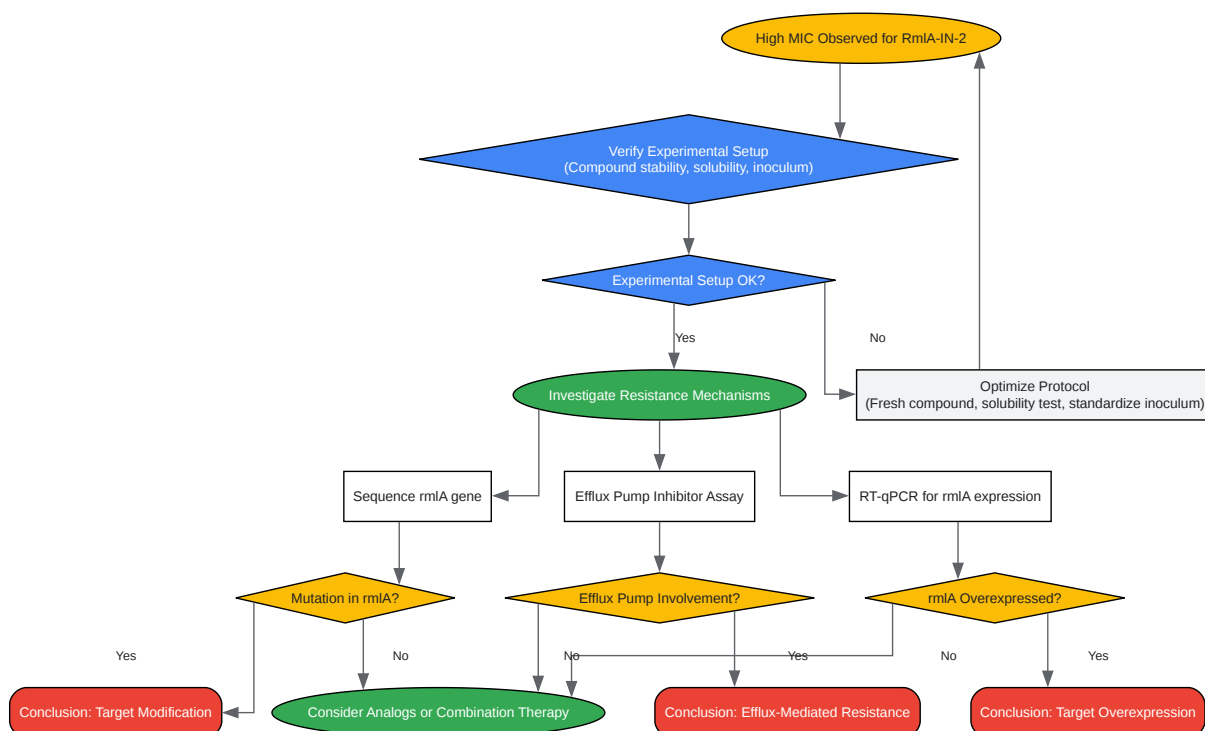 High MIC Observed for RmlA-IN-2
Verify Experimental Setup
(Compound stability, solubility, inoculum)
Experimental Setup OK?
Yes
No
Investigate Resistance Mechanisms
Optimize Protocol
(Fresh compound, solubility test, standardize inoculum)
Sequence rmlA gene
Efflux Pump Inhibitor Assay
RT-qPCR for rmlA expression
Mutation in rmlA?
Efflux Pump Involvement?
rmlA Overexpressed?
Yes
No
No
Yes
No
Yes
Conclusion: Target Modification
Consider Analogs or Combination Therapy
Conclusion: Efflux-Mediated Resistance
Conclusion: Target Overexpression